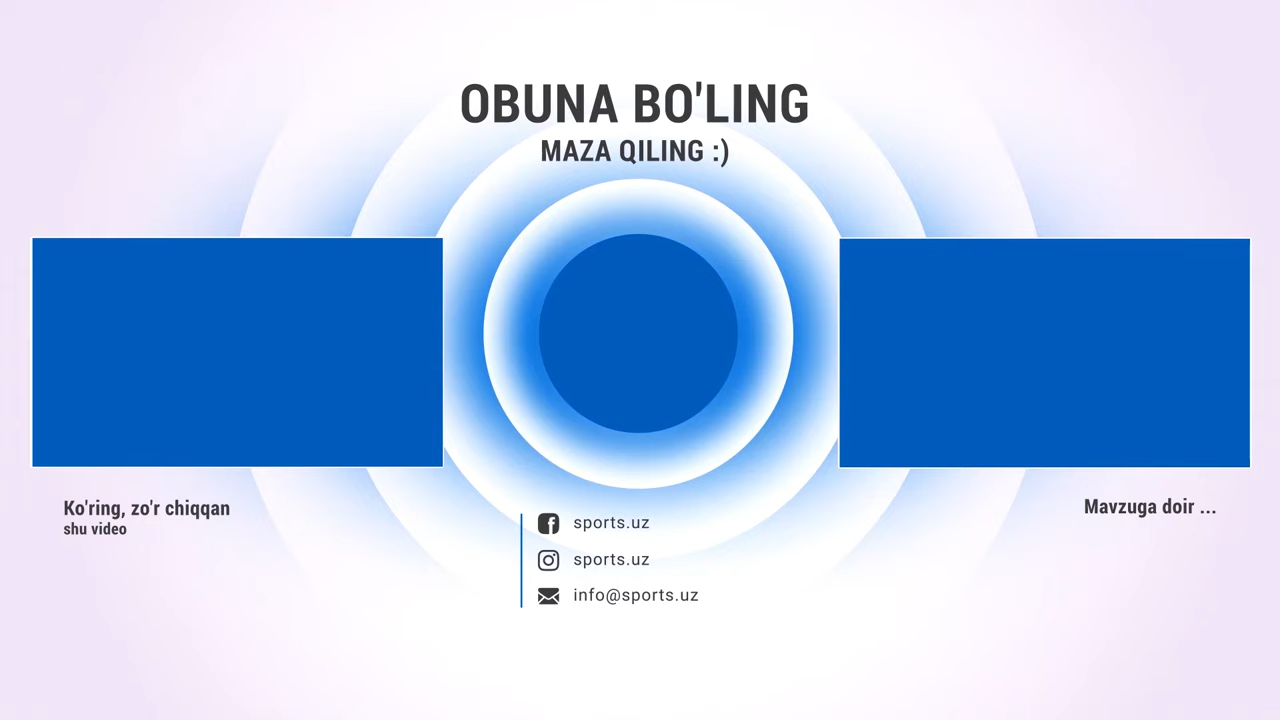 OBUNA BO'LING
MAZA QILING :)
Ko'ring, zo'r chiqqan
shu video
Mavzuga doir ...
sports.uz
sports.uz
info@sports.uz